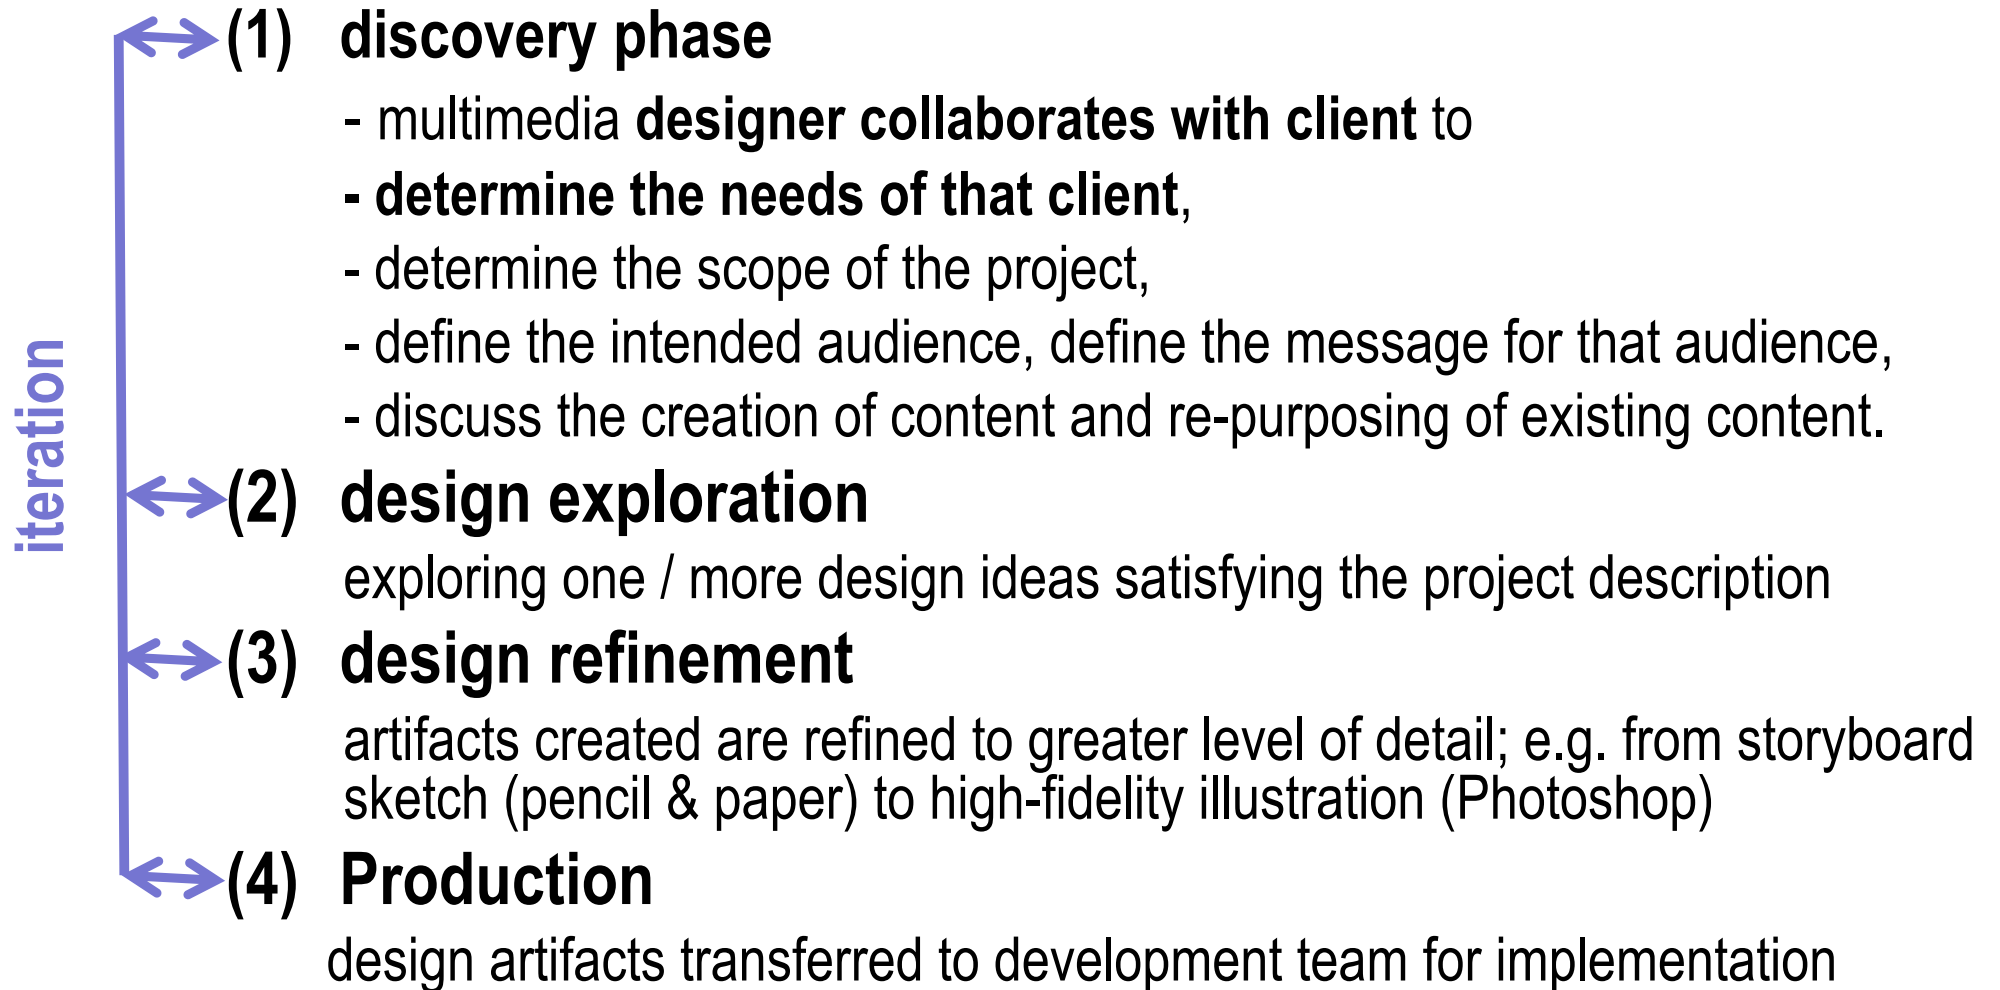 (1) discovery phase
- multimedia designer collaborates with client to
- determine the needs of that client,
- determine the scope of the project,
- define the intended audience, define the message for that audience,
- discuss the creation of content and re-purposing of existing content.
iteration
(2) design exploration
exploring one / more design ideas satisfying the project description
(3) design refinement
artifacts created are refined to greater level of detail; e.g. from storyboard
sketch (pencil & paper) to high-fidelity illustration (Photoshop)
(4) Production
design artifacts transferred to development team for implementation